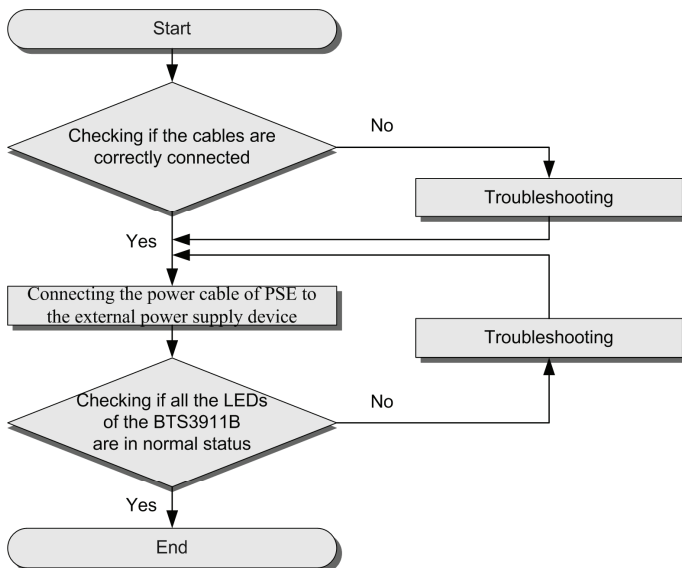 Start
Checking if the cables are
correctly connected
No
Troubleshooting
Yes
Connecting the power cable of PSE to
the external power supply device
Troubleshooting
Checking if all the LEDs
of the BTS3911B
are in normal status
No
Yes
End